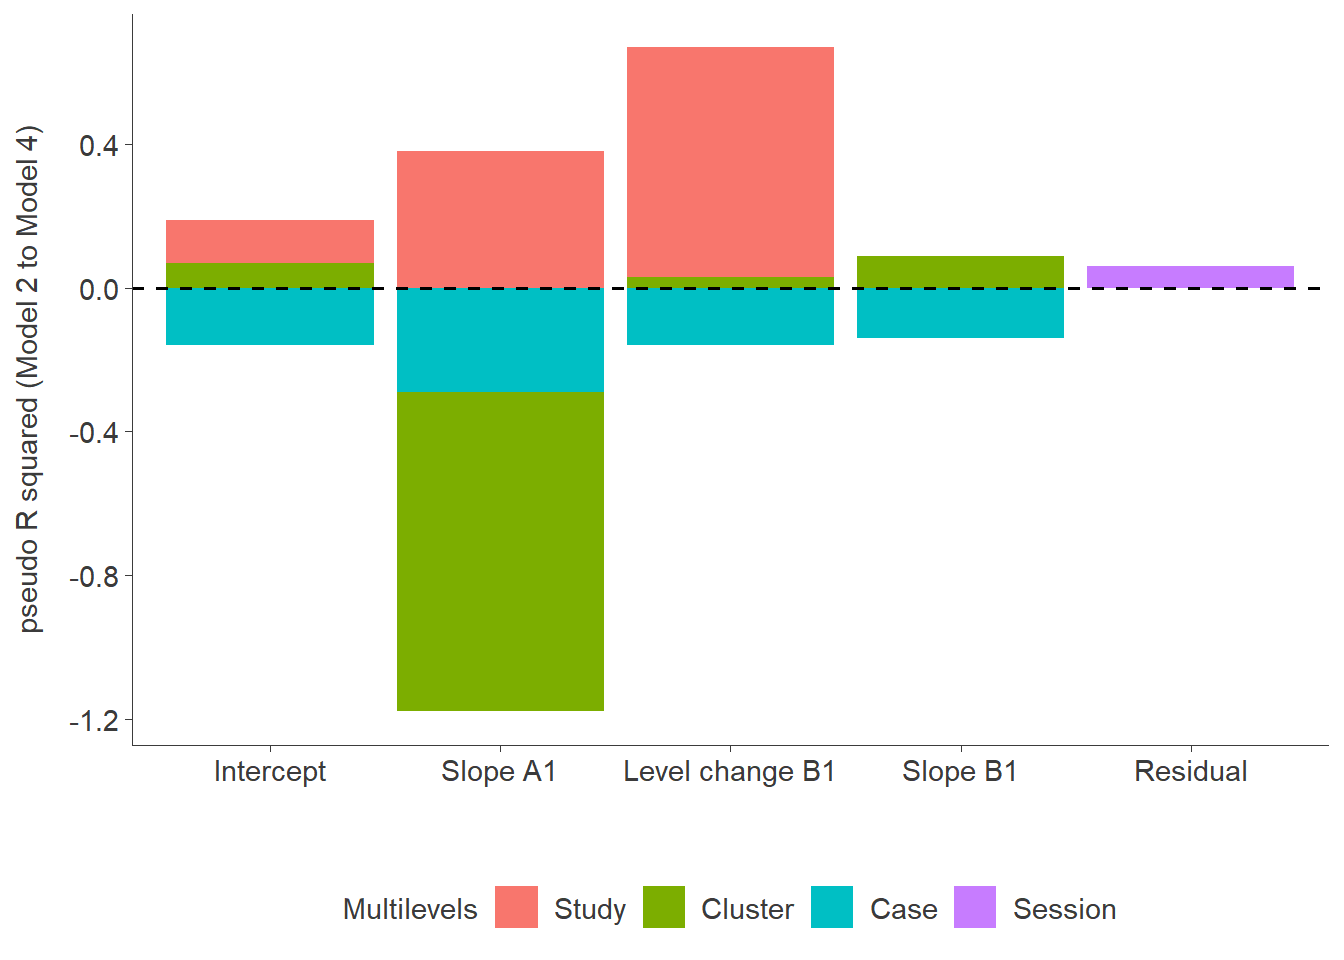 pseudo R squared (Model 2 to Model 4)
0.4
0.0
-0.4
-0.8
-1.2
Intercept Slope A1 Level change B1 Slope B1 Residual
Multilevels Study Cluster Case Session